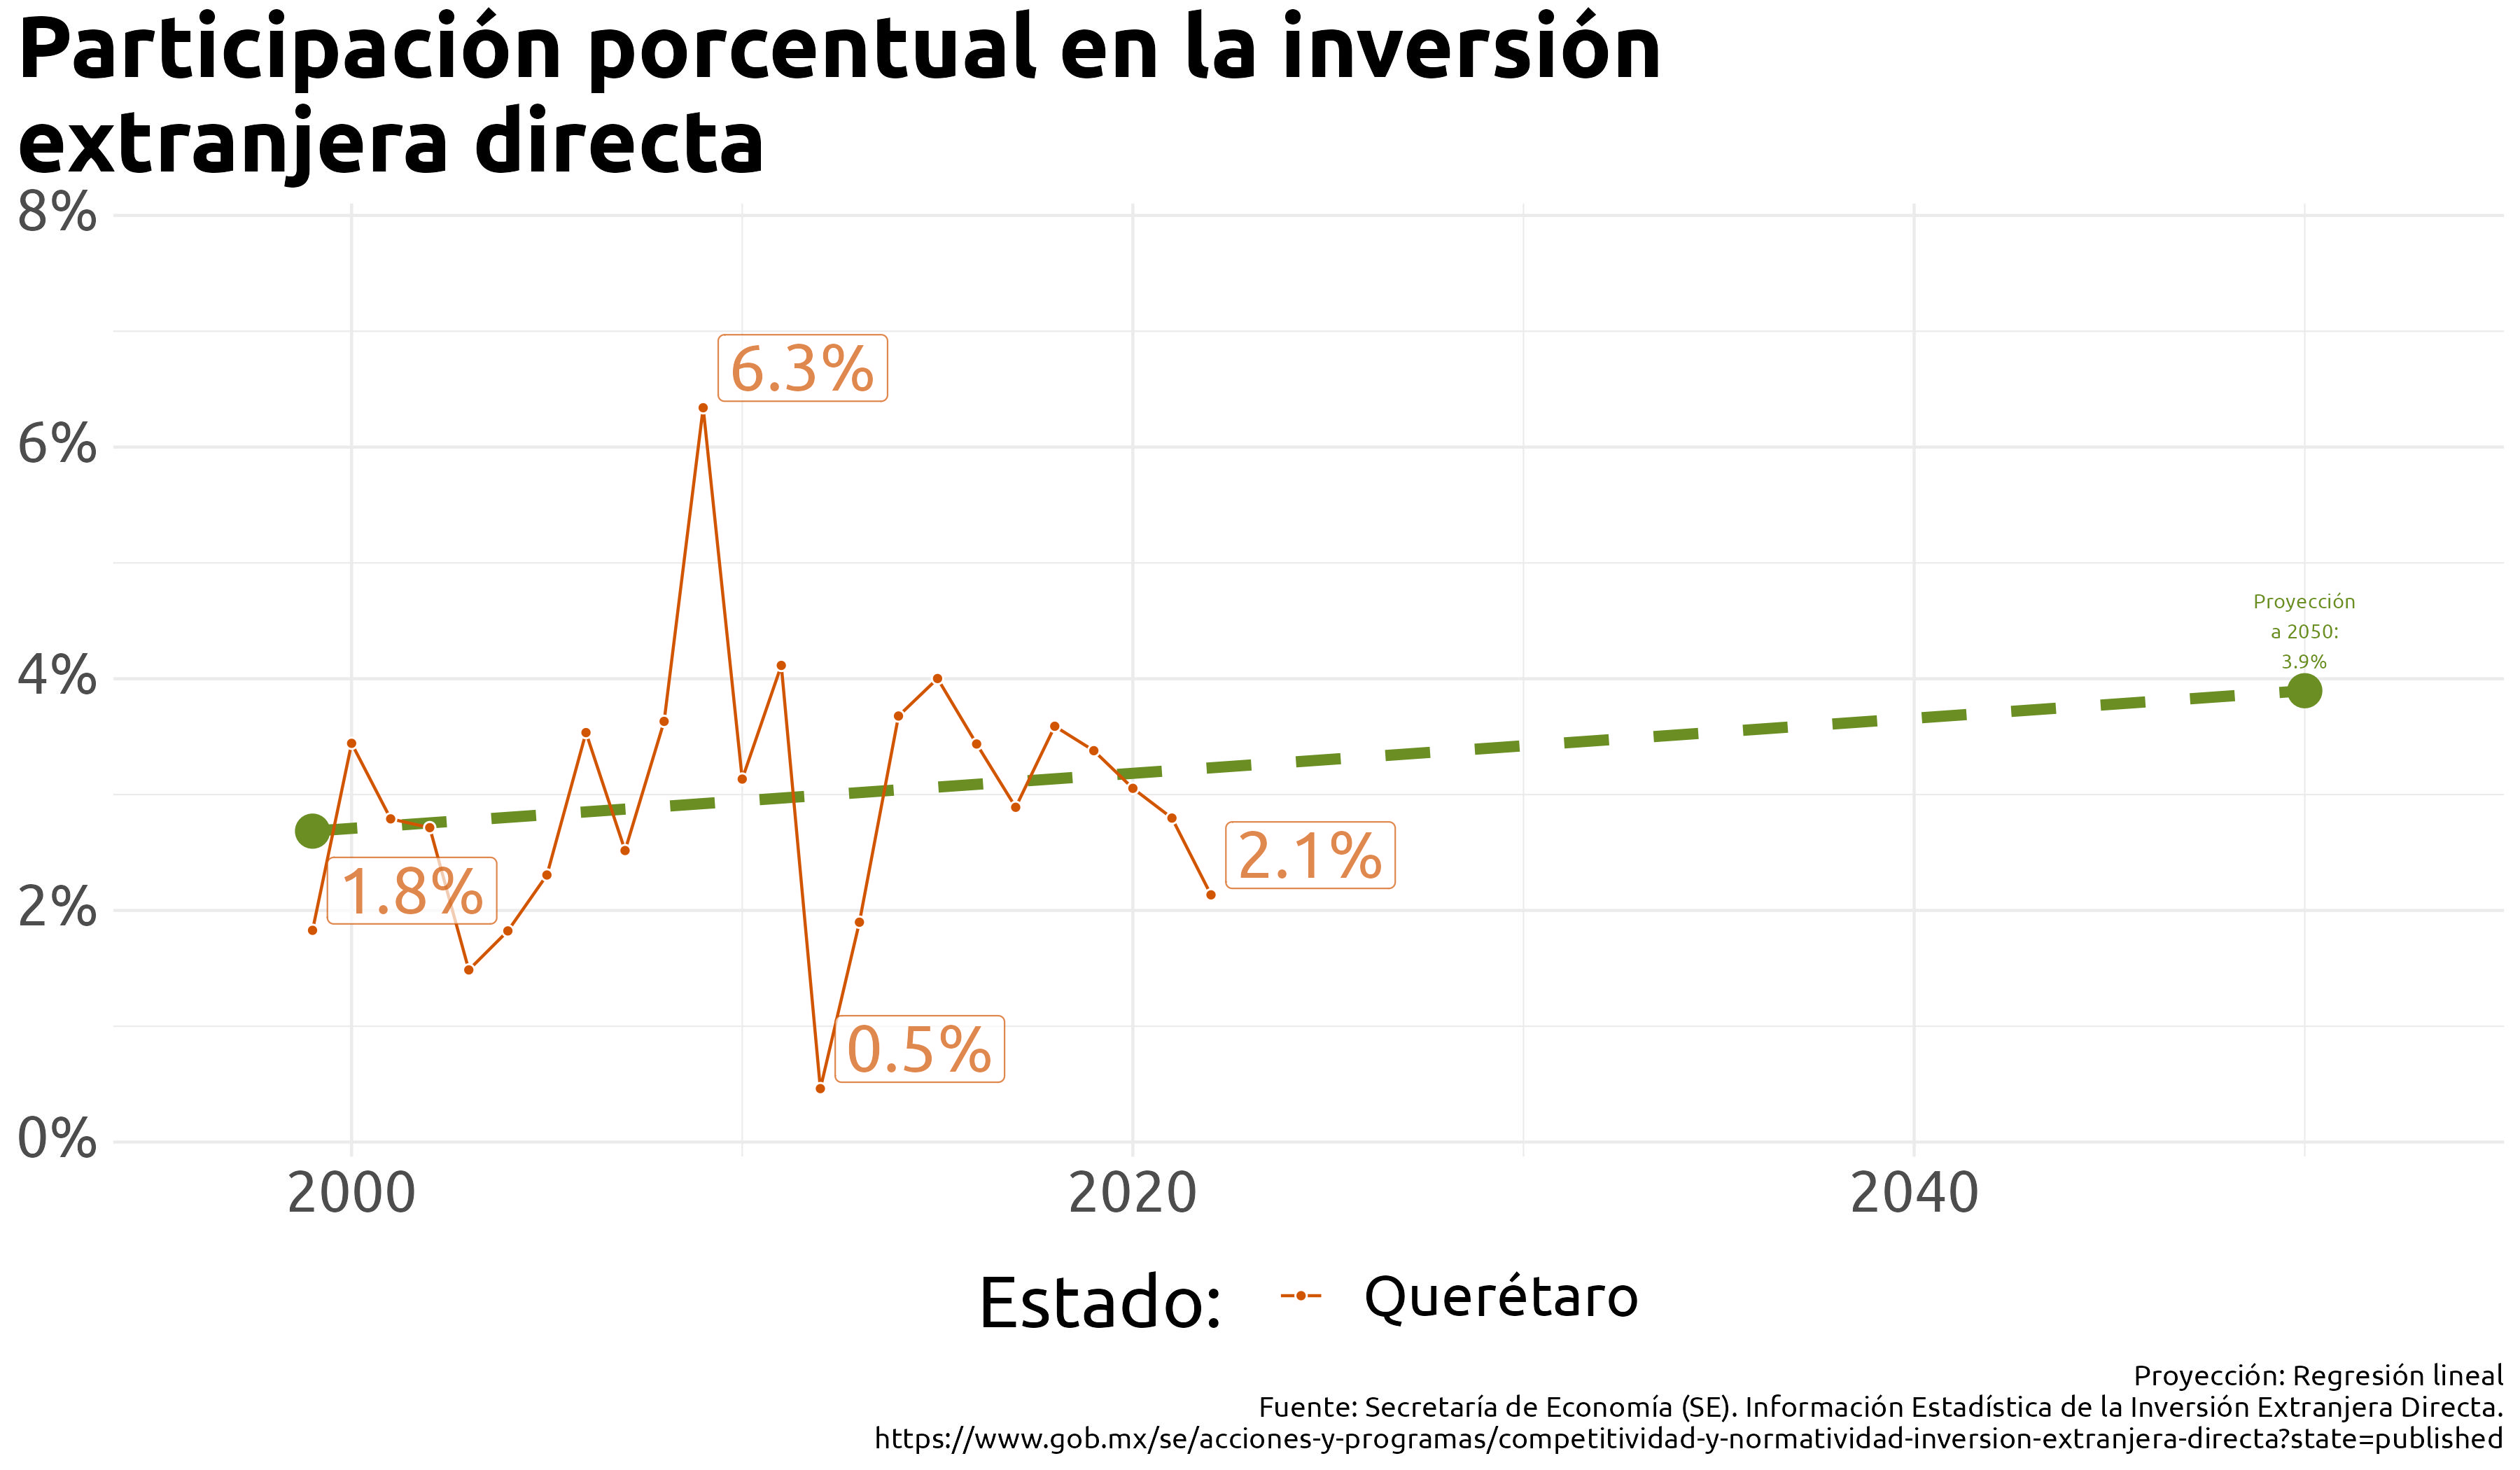 Participación porcentual en la inversión
extranjera directa
8%
6%
4%
2%
0%
6.3%
1.8%
0.5%
2.1%
Proyección
a 2050:
3.9%
2000
2020
2040
Estado:
Querétaro
Proyección: Regresión lineal
Fuente: Secretaría de Economía (SE). Información Estadística de la Inversión Extranjera Directa.
https://www.gob.mx/se/acciones-y-programas/competitividad-y-normatividad-inversion-extranjera-directa?state=published